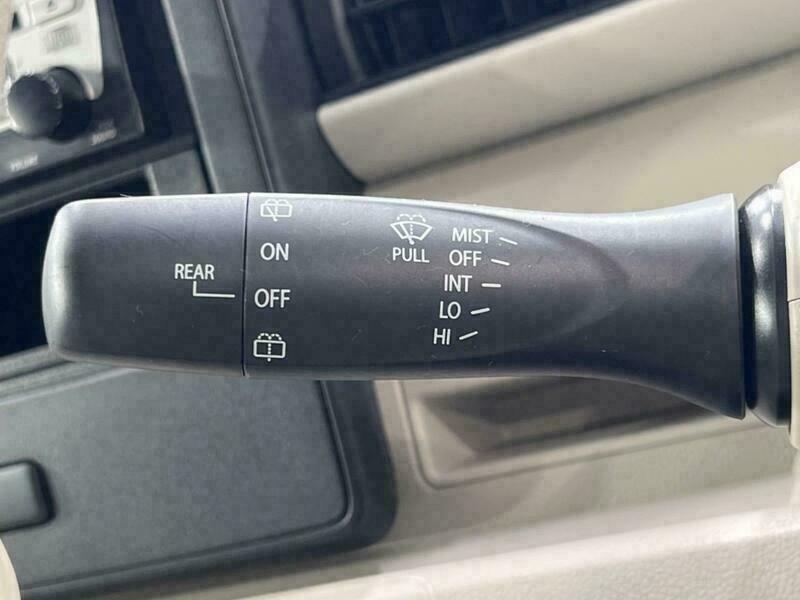 REAR
ON
OFF
PULL
MIST
OFF
INT
LO
HI